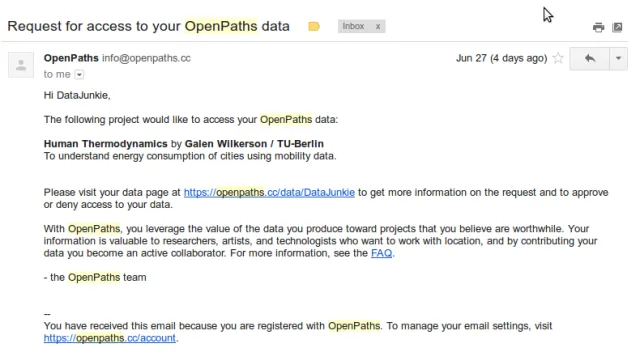 Request for access to your OpenPaths data Inbox x
OpenPaths info@openpaths.cc Jun 27 (4 days ago)
to me
Hi DataJunkie,
The following project would like to access your OpenPaths data:
Human Thermodynamics by Galen Wilkerson / TU-Berlin
To understand energy consumption of cities using mobility data.
Please visit your data page at https://openpaths.cc/data/DataJunkie to get more information on the request and to approve
or deny access to your data.
With OpenPaths, you leverage the value of the data you produce toward projects that you believe are worthwhile. Your
information is valuable to researchers, artists, and technologists who want to work with location, and by contributing your
data you become an active collaborator. For more information, see the FAQ.
- the OpenPaths team
--
You have received this email because you are registered with OpenPaths. To manage your email settings, visit
https://openpaths.cc/account.